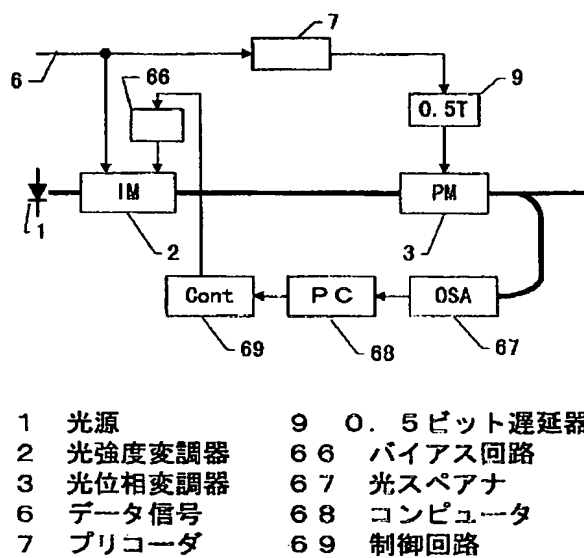 7
6
66
9
0.5T
IM
PM
1
2
3
Cont
PC
OSA
69
68
67
1 光源
2 光強度変調器
3 光位相変調器
6 データ信号
7 プリコーダ
9 0.5ビット遅延器
66 バイアス回路
67 光スペアナ
68 コンピュータ
69 制御回路